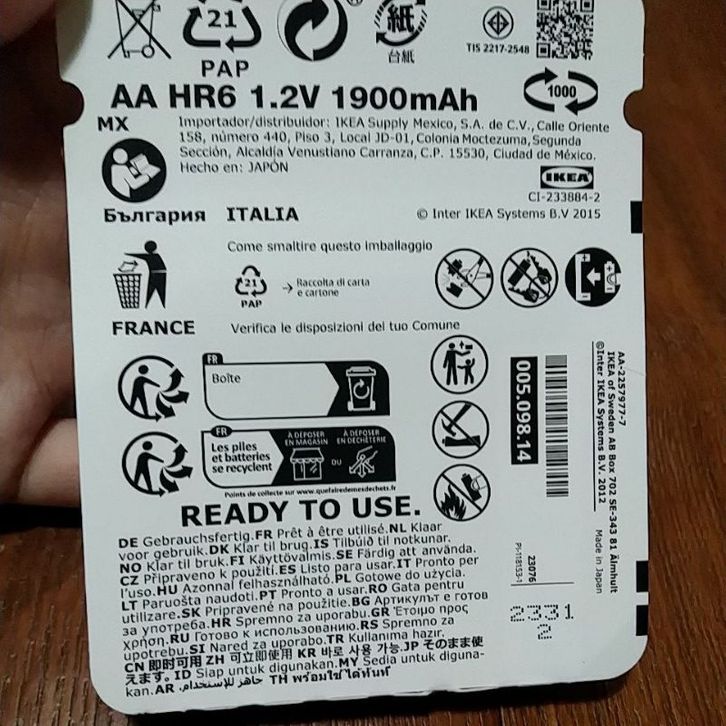 21
PAP
紙
台紙
TIS 2217-2548
AA HR6 1.2V 1900mAh
1000
MX
Importador/distribuidor: IKEA Supply Mexico, S.A. de C.V., Calle Oriente
158, número 440, Piso 3, Local JD-01, Colonia Moctezuma, Segunda
Sección, Alcaldía Venustiano Carranza, C.P. 15530, Ciudad de México.
Hecho en: JAPÓN
IKEA
CI-233884-2
България ITALIA
© Inter IKEA Systems B.V 2015
Come smaltire questo imballaggio
21
PAP
Raccolta di carta
e cartone
FRANCE
Verifica le disposizioni del tuo Comune
FR
Boîte
FR
Les piles
et batteries
se recyclent
À DÉPOSER
EN MAGASIN
OU
À DÉPOSER
EN DÉCHÈTERIE
Points de collecte sur www.quefairedemesdechets.fr
005.098.14
AA-2257977-7
IKEA of Sweden AB Box 702 SE-343 81 Älmhult
©Inter IKEA Systems B.V. 2012
Made in Japan
READY TO USE.
DE Gebrauchsfertig.FR Prêt à être utilisé.NL Klaar
voor gebruik.DK Klar til brug.IS Tilbúið til notkunar.
NO Klar til bruk.FI Käyttövalmis.SE Färdig att använda.
CZ Připraveno k použití.ES Listo para usar.IT Pronto per
l'uso.HU Azonnal felhasználható.PL Gotowe do użycia.
LT Paruošta naudoti.PT Pronto a usar.RO Gata pentru
utilizare.SK Pripravené na použitie.BG Артикулът е готов
за употреба.HR Spremno za uporabu.GR Έτοιμο προς
χρήση.RU Готово к использованию.RS Spremno za
upotrebu.SI Nared za uporabo.TR Kullanıma hazır.
CN 即时可用 ZH 可立即使用 KR 바로 사용 가능.JP そのまま使
えます。ID Siap untuk digunakan.MY Sedia untuk diguna-
kan.AR جاهز للإستخدام. TH พร้อมใช้ได้ทันที
PI-118153-1
23076
2331
2